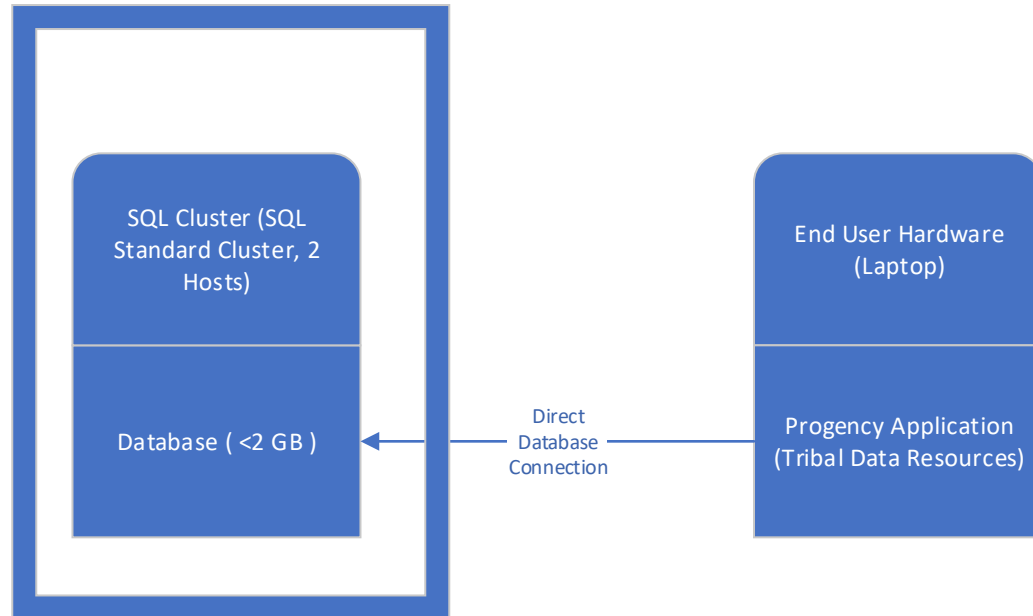 SQL Cluster (SQL
Standard Cluster, 2
Hosts)
Database ( <2 GB )
Direct
Database
Connection
End User Hardware
(Laptop)
Progency Application
(Tribal Data Resources)